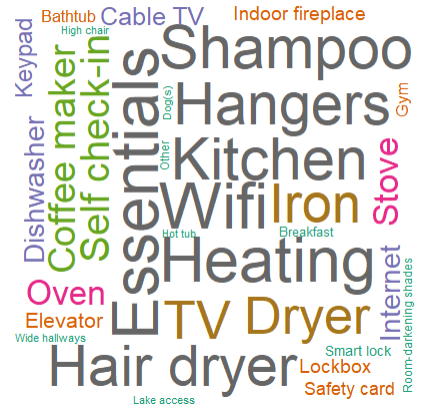 Bathtub
Cable TV
Indoor fireplace
High chair
Keypad
Coffee maker
Self check-in
Essentials
Shampoo
Dog(s)
Hangers
Gym
Dishwasher
Other
Kitchen
Stove
Wifi
Iron
Hot tub
Breakfast
Heating
Internet
Room-darkening shades
Oven
Elevator
TV
Dryer
Wide hallways
Hair dryer
Smart lock
Lockbox
Safety card
Lake access